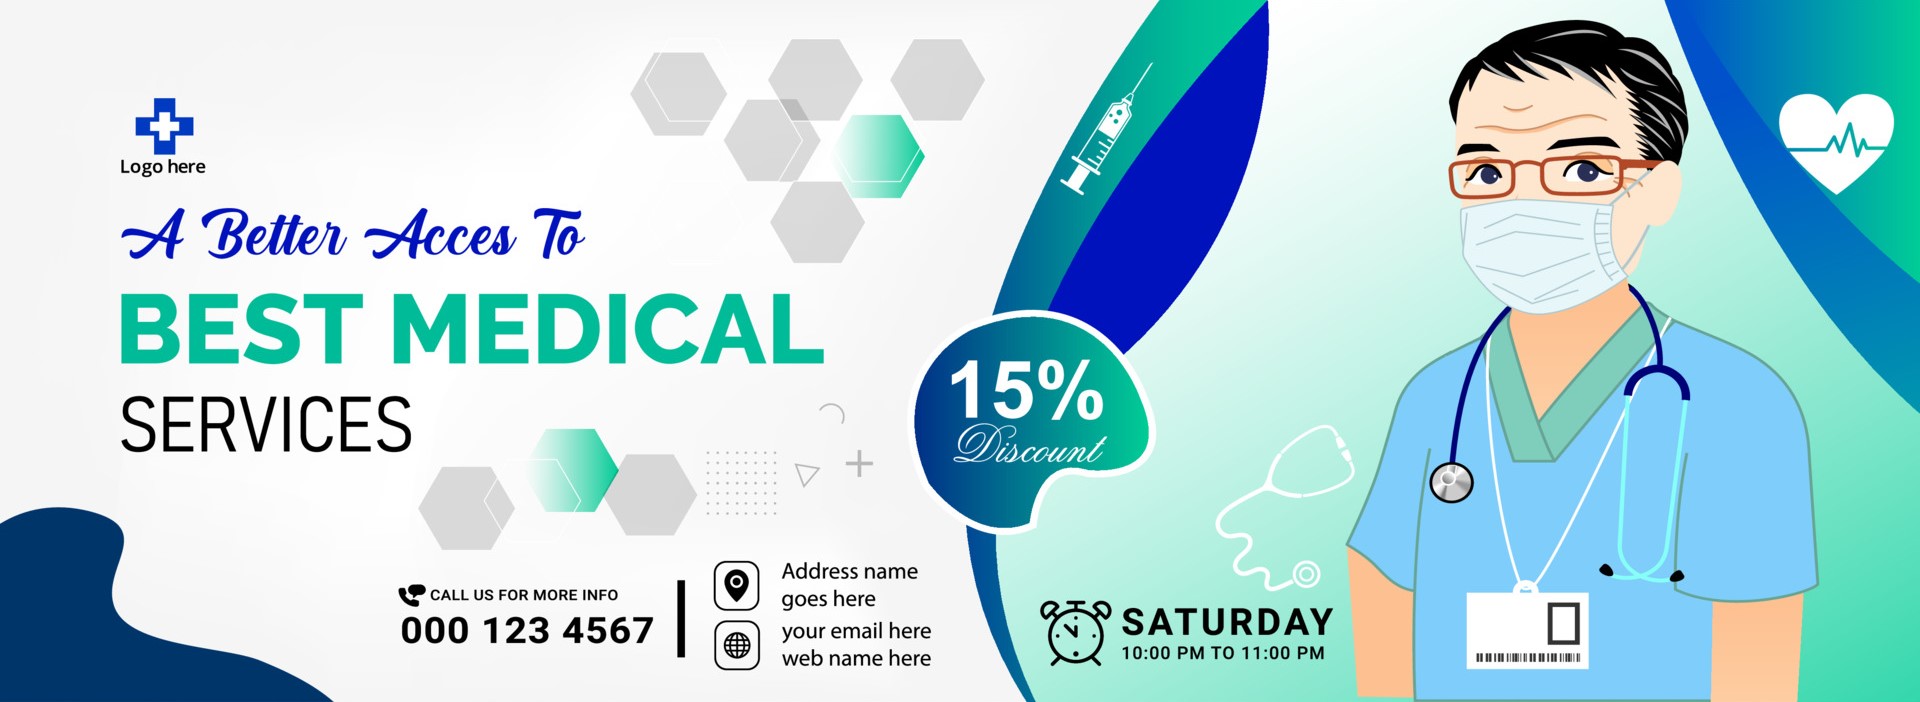 Logo here
A Better Acces To
BEST MEDICAL
SERVICES
15%
Discount
CALL US FOR MORE INFO
000 123 4567
Address name
goes here
your email here
web name here
SATURDAY
10:00 PM TO 11:00 PM